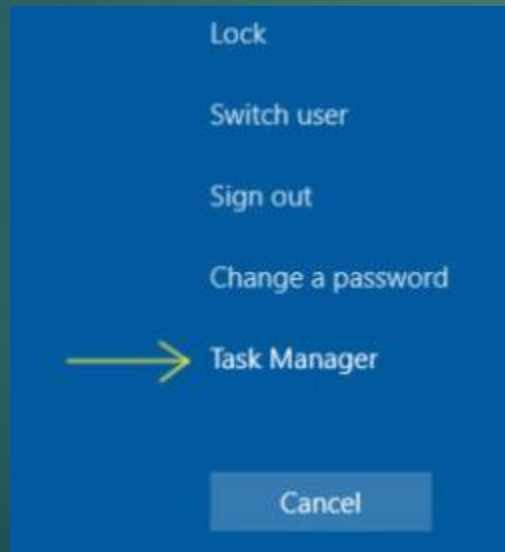 Lock
Switch user
Sign out
Change a password
Task Manager
Cancel